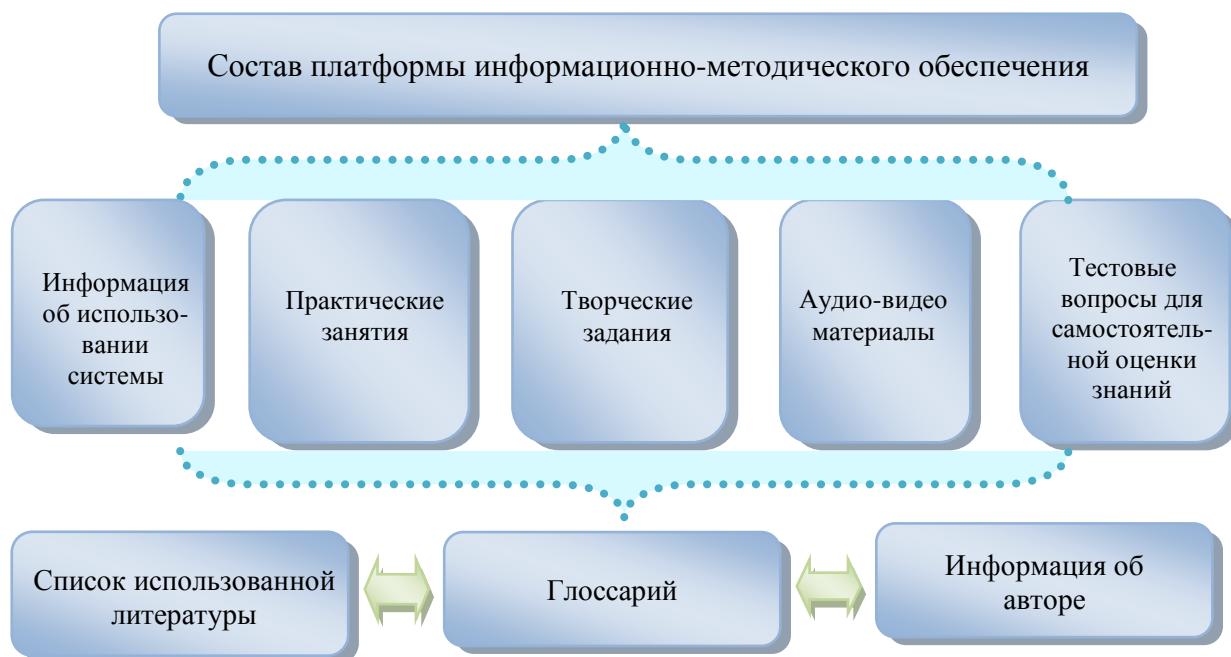 Состав платформы информационно-методического обеспечения
Информация
об использо-
вании
системы
Практические
занятия
Творческие
задания
Аудио-видео
материалы
Тестовые
вопросы для
самостоятель-
ной оценки
знаний
Список использованной
литературы
Глоссарий
Информация об
авторе